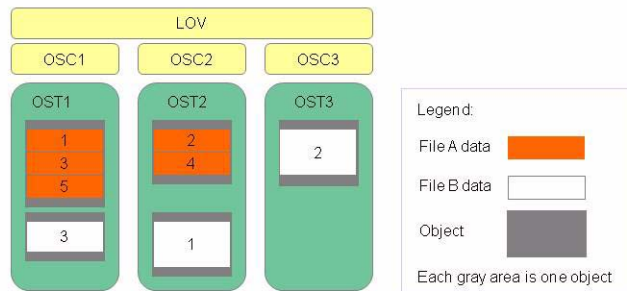 LOV
OSC1 OSC2 OSC3
OST1 OST2 OST3
1
3
5
3
2
4
1
2
Legend:
File A data
File B data
Object
Each gray area is one object